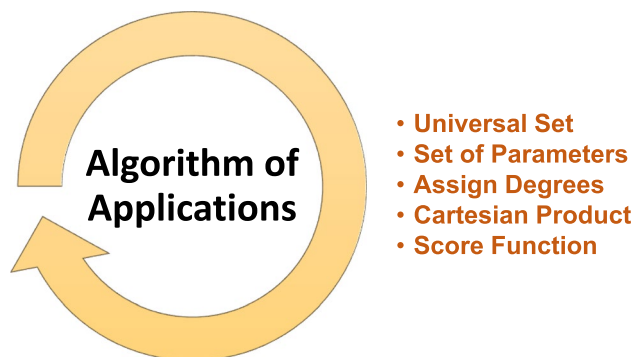 Algorithm of
Applications
• Universal Set
• Set of Parameters
• Assign Degrees
• Cartesian Product
• Score Function